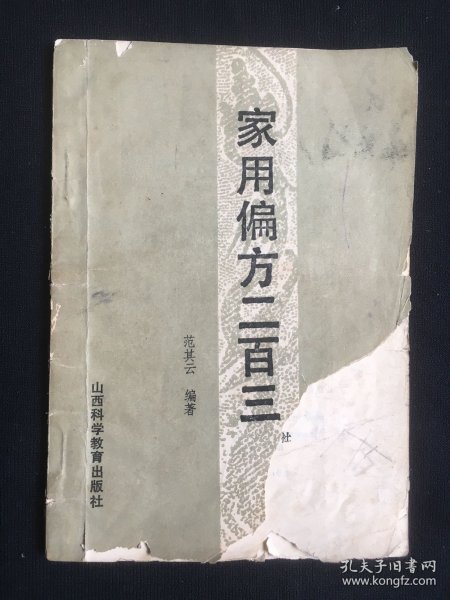 家用偏方二百三
范其云 编著
山西科学教育出版社
社
孔夫子旧书网
www.kongfz.com